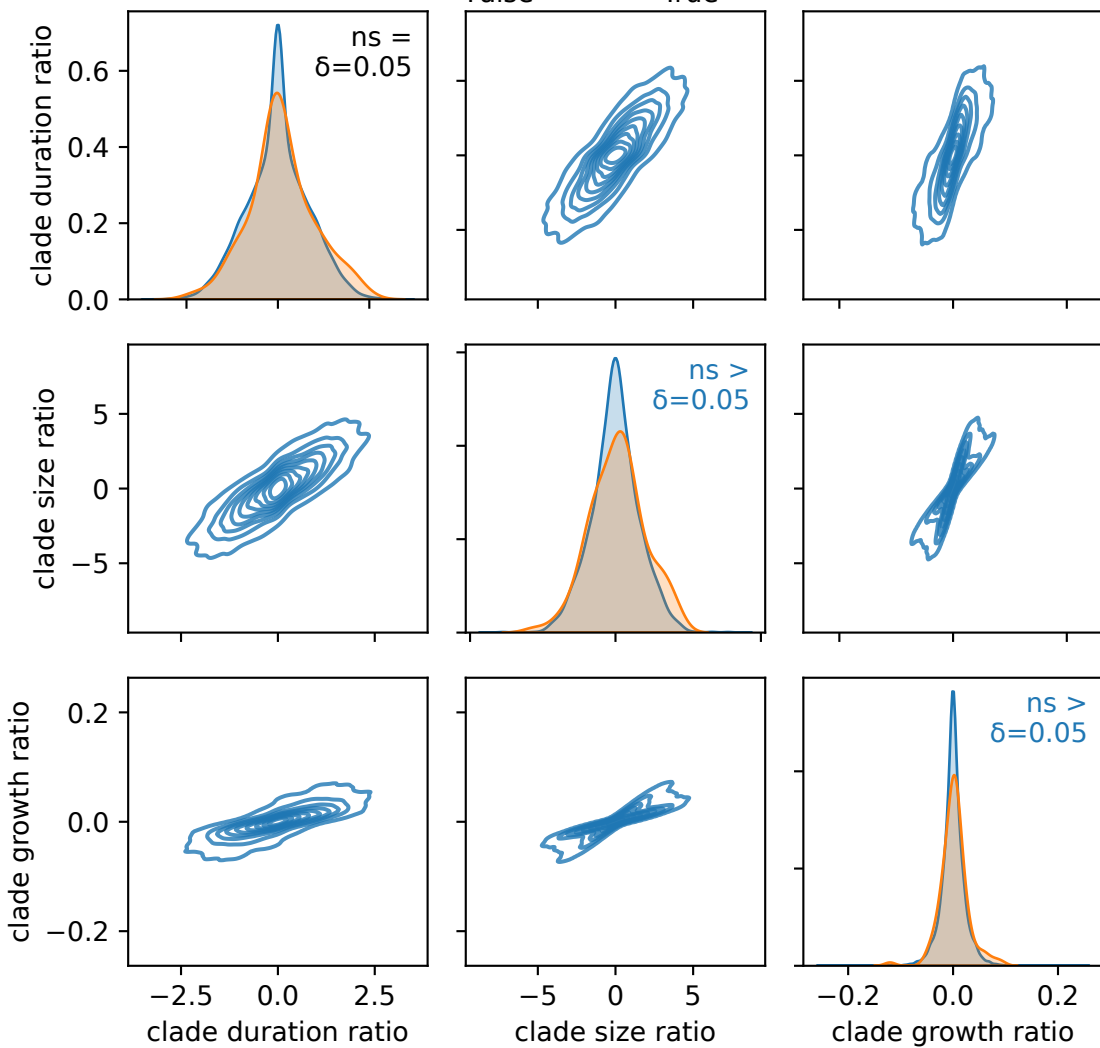 clade duration ratio
0.6
0.4
0.2
0.0
ns =
δ=0.05
clade size ratio
5
0
−5
ns >
δ=0.05
clade growth ratio
0.2
0.0
−0.2
ns >
δ=0.05
−2.5 0.0 2.5
−5 0 5
−0.2 0.0 0.2
clade duration ratio
clade size ratio
clade growth ratio